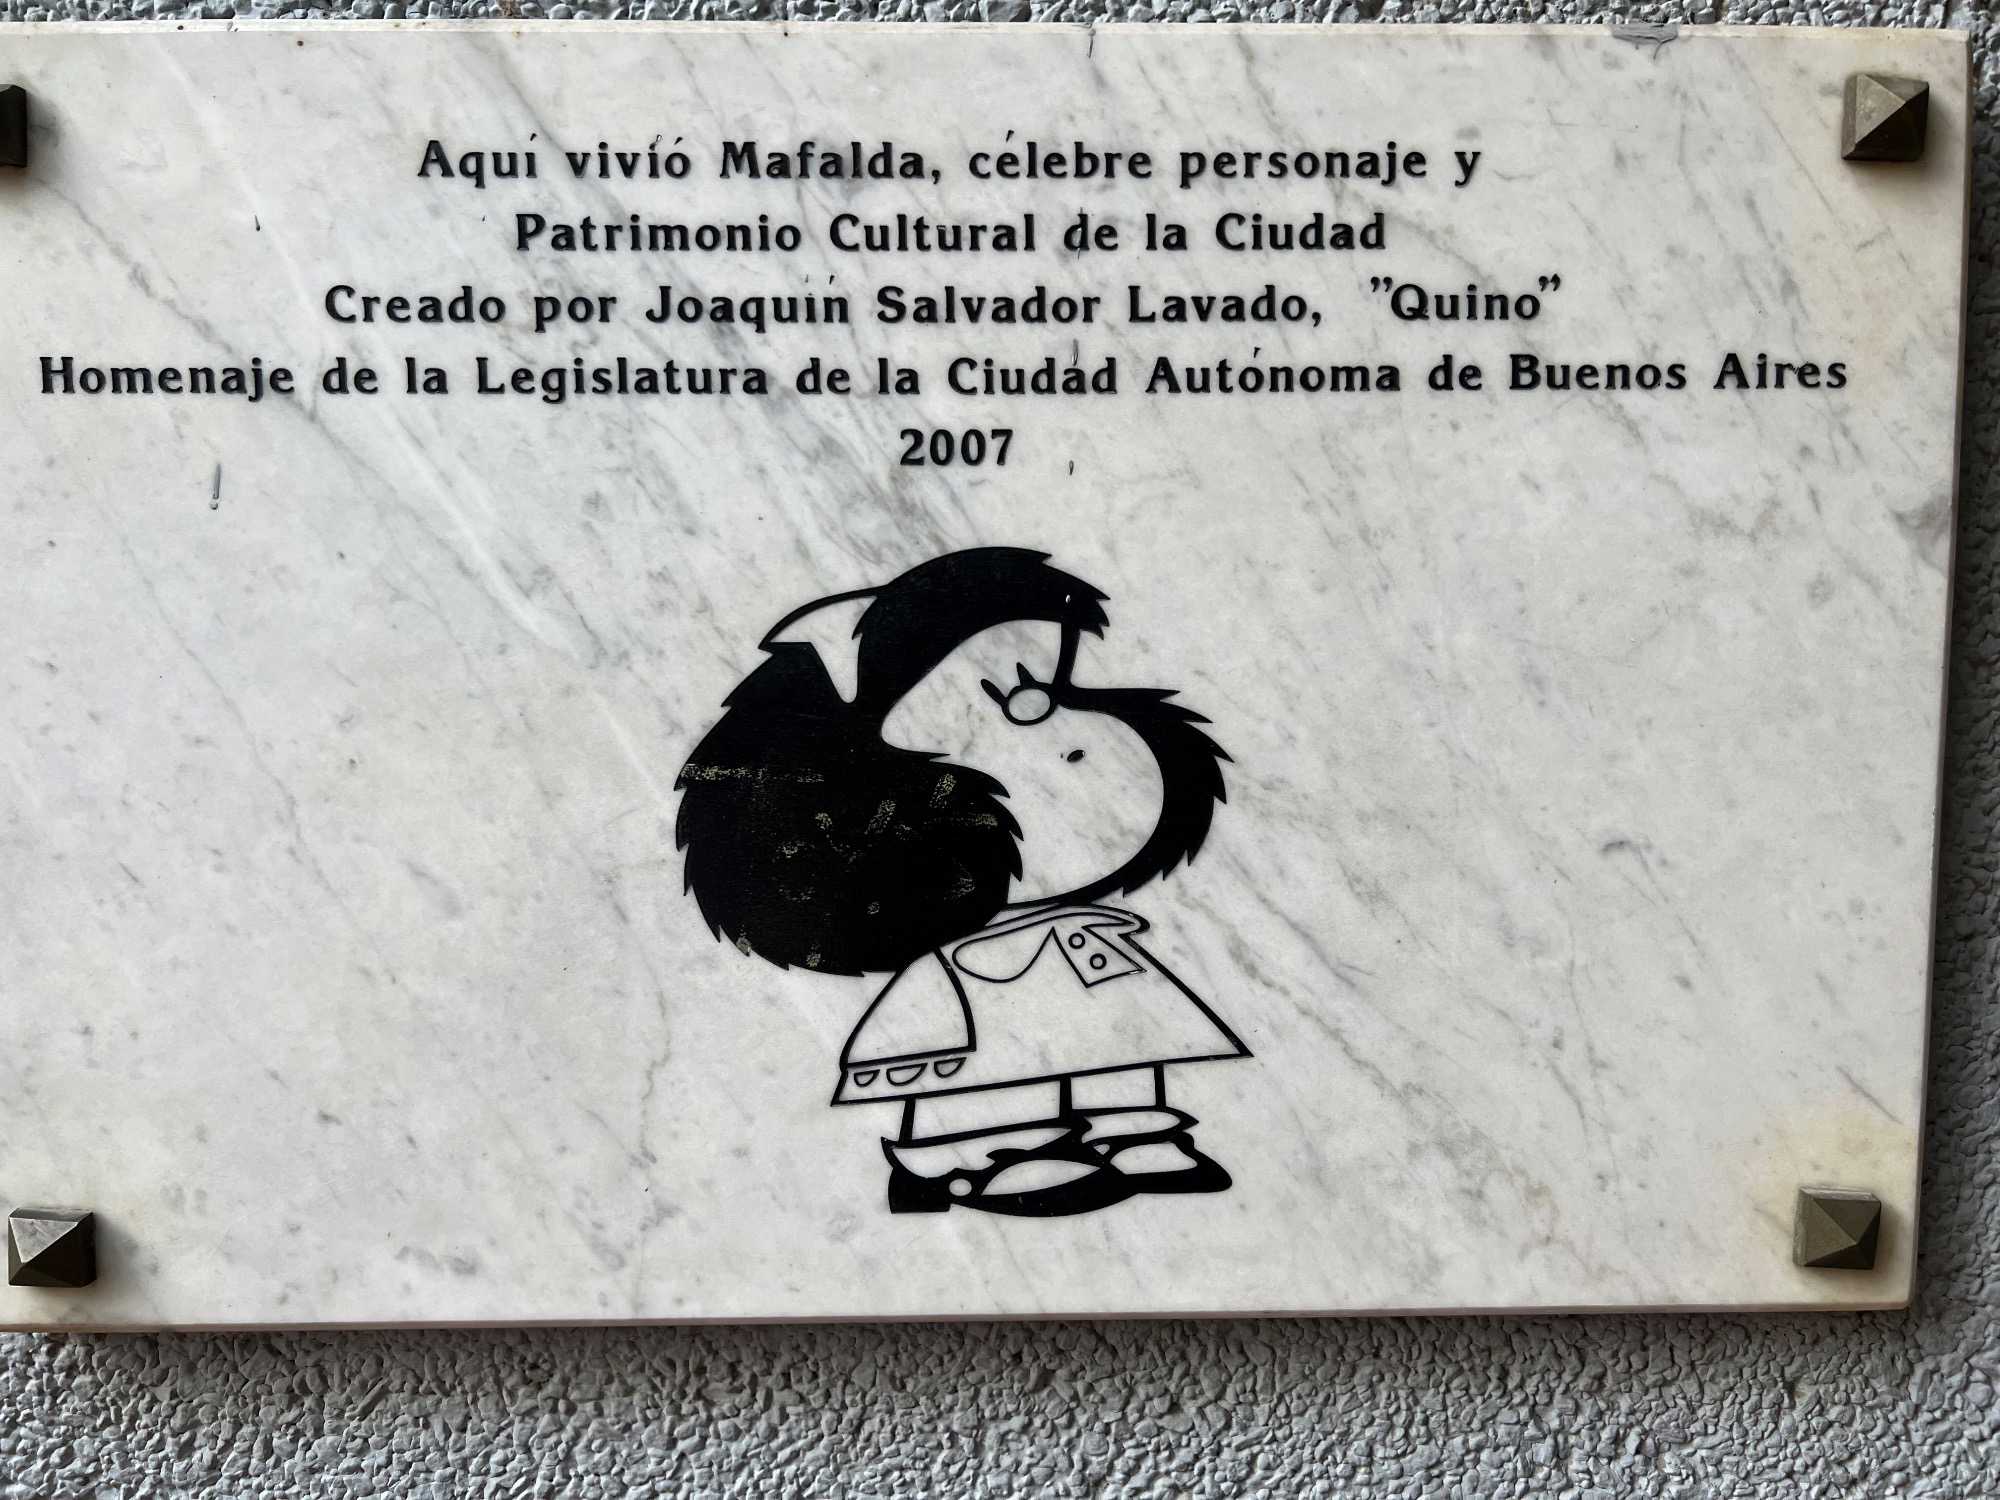 Aquí vivió Mafalda, célebre personaje y
Patrimonio Cultural de la Ciudad
Creado por Joaquín Salvador Lavado, "Quino"
Homenaje de la Legislatura de la Ciudad Autónoma de Buenos Aires
2007